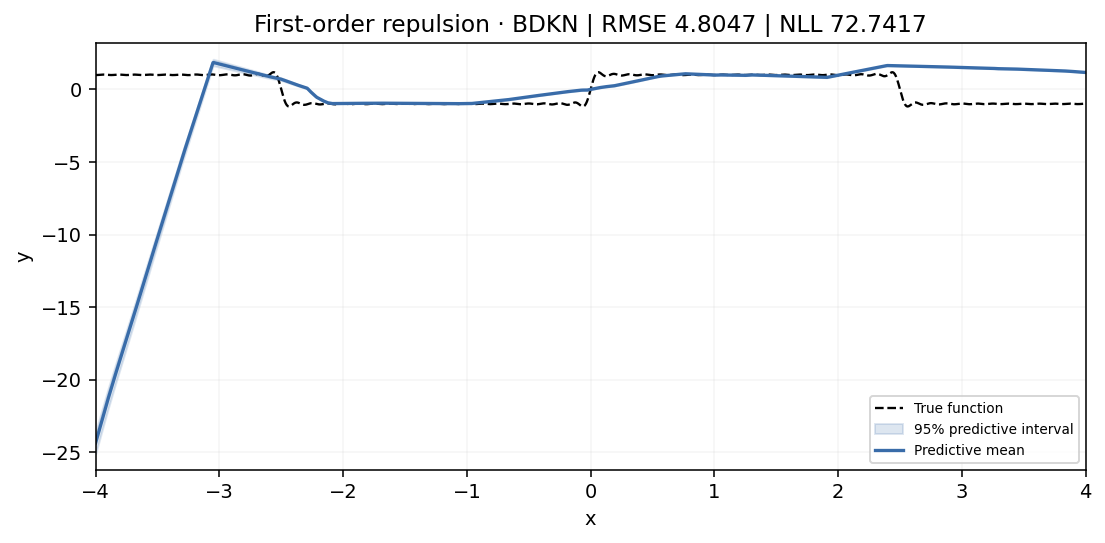 First-order repulsion · BDKN | RMSE 4.8047 | NLL 72.7417
y
0
−5
−10
−15
−20
−25
True function
95% predictive interval
Predictive mean
−4 −3 −2 −1 0 1 2 3 4
x